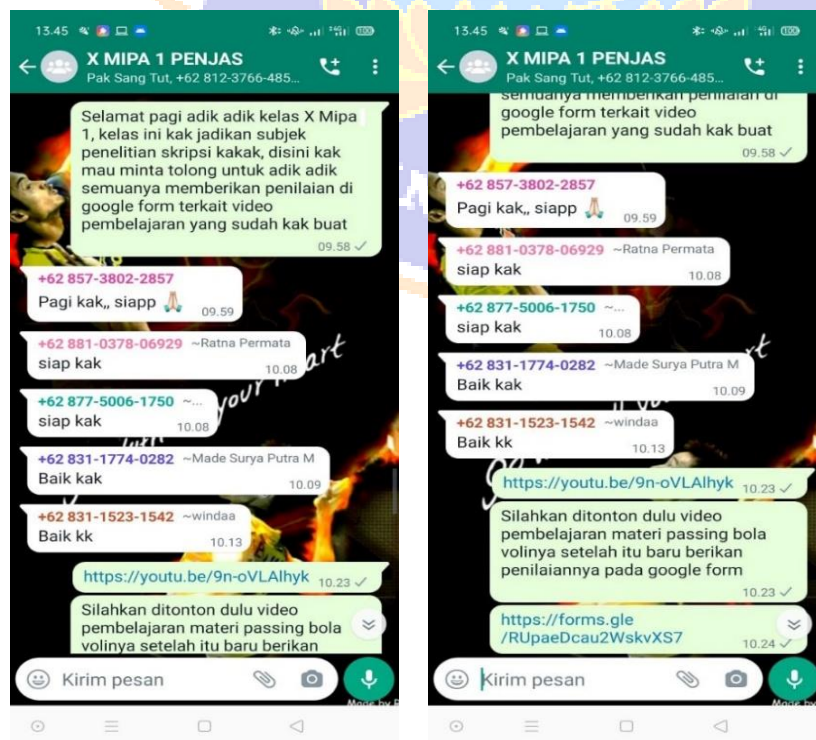 13.45
X MIPA 1 PENJAS
Pak Sang Tut, +62 812-3766-485...
Selamat pagi adik adik kelas X Mipa
1, kelas ini kak jadikan subjek
penelitian skripsi kakak, disini kak
mau minta tolong untuk adik adik
semuanya memberikan penilaian di
google form terkait video
pembelajaran yang sudah kak buat
09.58
+62 857-3802-2857
Pagi kak,, siapp 🙏🏻 09.59
+62 881-0378-06929 ~Ratna Permata
siap kak 10.08
+62 877-5006-1750 ~...
siap kak 10.08
+62 831-1774-0282 ~Made Surya Putra M
Baik kak 10.09
+62 831-1523-1542 ~windaa
Baik kk 10.13
https://youtu.be/9n-oVLAlhyk 10.23
Silahkan ditonton dulu video
pembelajaran materi passing bola
volinya setelah itu baru berikan
Kirim pesan
13.45
X MIPA 1 PENJAS
Pak Sang Tut, +62 812-3766-485...
semuanya memberikan penilaian di
google form terkait video
pembelajaran yang sudah kak buat
09.58
+62 857-3802-2857
Pagi kak,, siapp 🙏🏻 09.59
+62 881-0378-06929 ~Ratna Permata
siap kak 10.08
+62 877-5006-1750 ~...
siap kak 10.08
+62 831-1774-0282 ~Made Surya Putra M
Baik kak 10.09
+62 831-1523-1542 ~windaa
Baik kk 10.13
https://youtu.be/9n-oVLAlhyk 10.23
Silahkan ditonton dulu video
pembelajaran materi passing bola
volinya setelah itu baru berikan
penilaiannya pada google form
10.23
https://forms.gle
/RUpaeDcau2WskvXS7 10.24
Kirim pesan